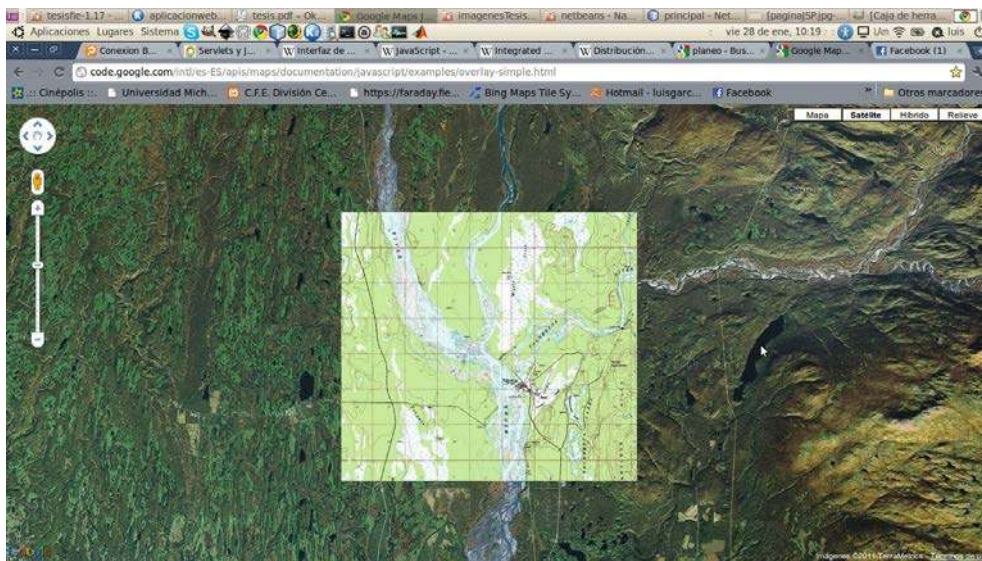 tesisfie-1.17 - ...
aplicacionweb...
tesis.pdf – Ok...
Google Maps J...
imagenesTesis...
netbeans - Na...
principal - Net...
[paginaJSP.jpg-...
[Caja de herra...
Aplicaciones Lugares Sistema
vie 28 de ene, 10:19
luis
Conexion B...
Servlets y J...
Interfaz de ...
JavaScript - ...
Integrated ...
Distribución...
planeo - Bus...
Google Map...
Facebook (1)
code.google.com/intl/es-ES/apis/maps/documentation/javascript/examples/overlay-simple.html
.:: Cinépolis ::.
Universidad Mich...
C.F.E. División Ce...
https://faraday.fie...
Bing Maps Tile Sy...
Hotmail - luisgarc...
Facebook
Otros marcadores
Mapa
Satélite
Híbrido
Relieve
Imágenes ©2011 TerraMetrics -